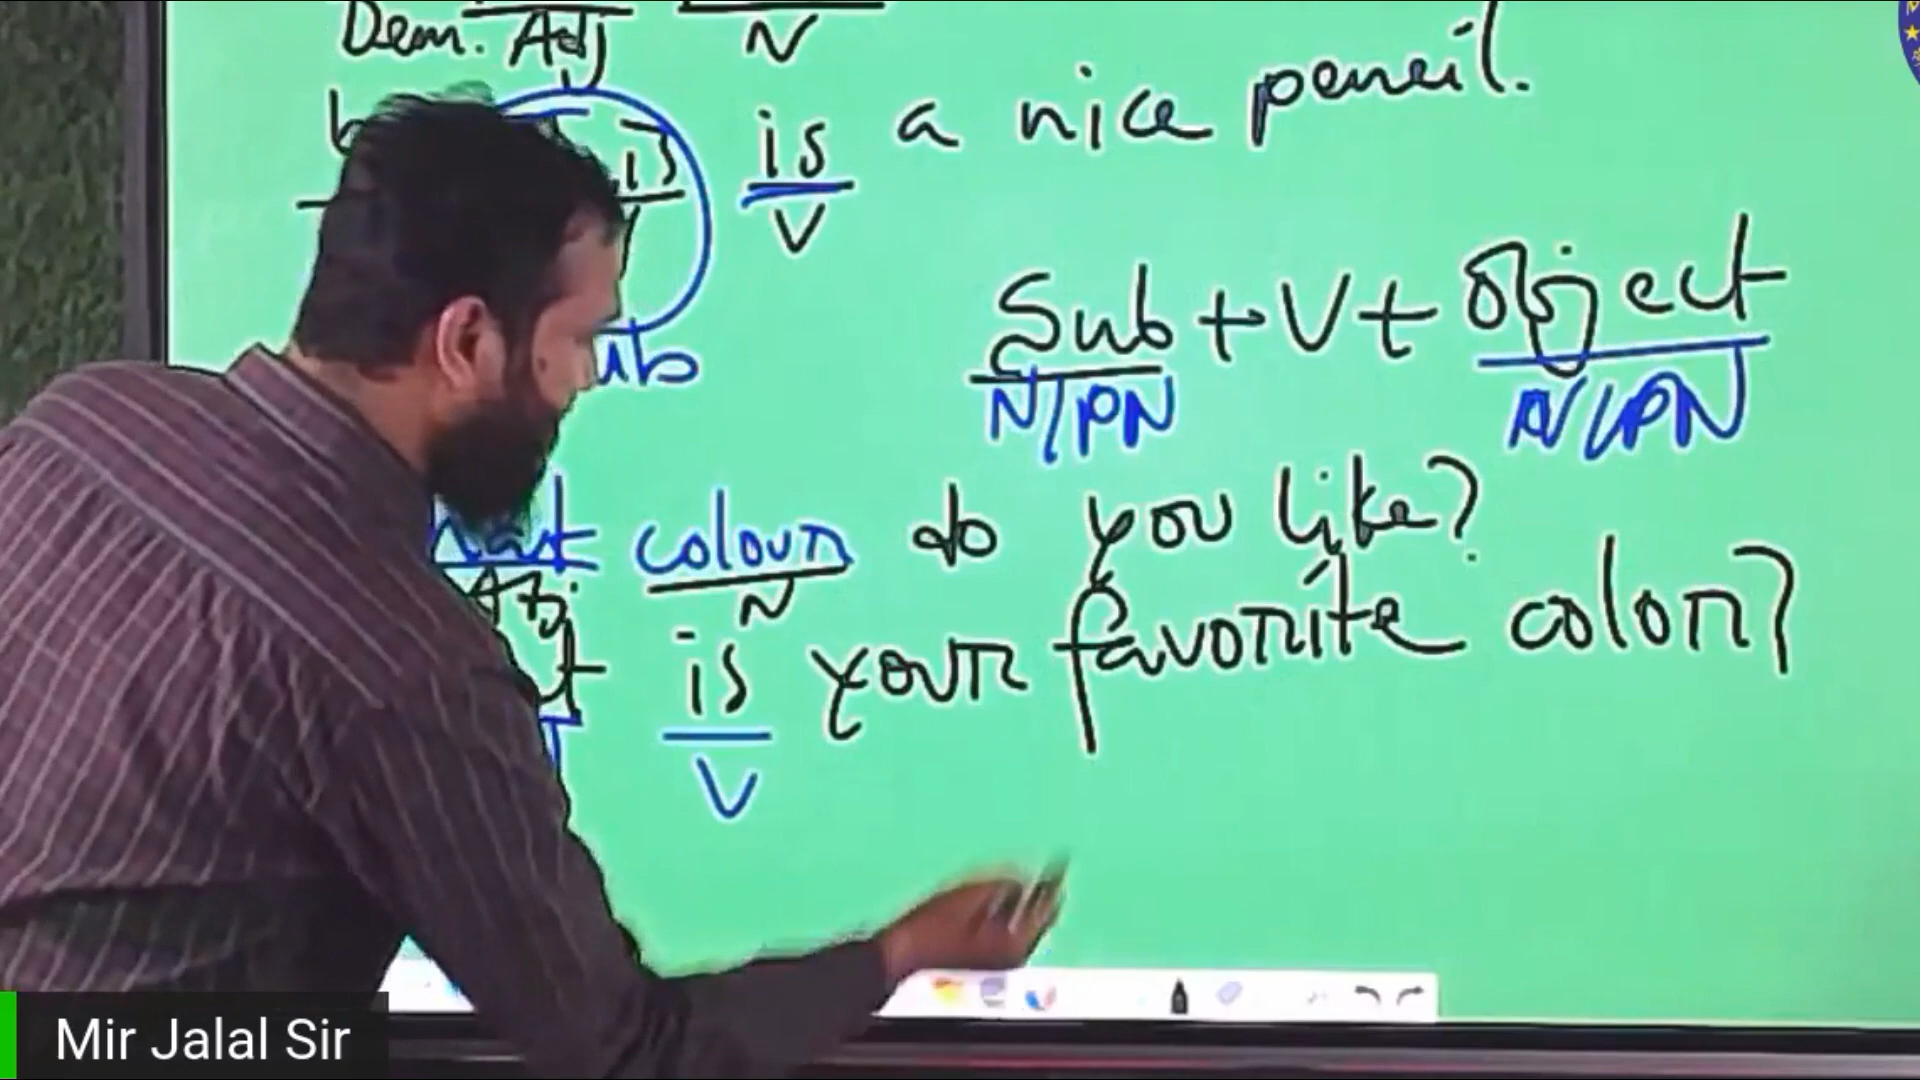 Dem. Adj N
is is a nice pencil.
V
Sub + V + Object
N/PN N/PN
colour do you like?
Adj N
is your favorite color?
V
Mir Jalal Sir